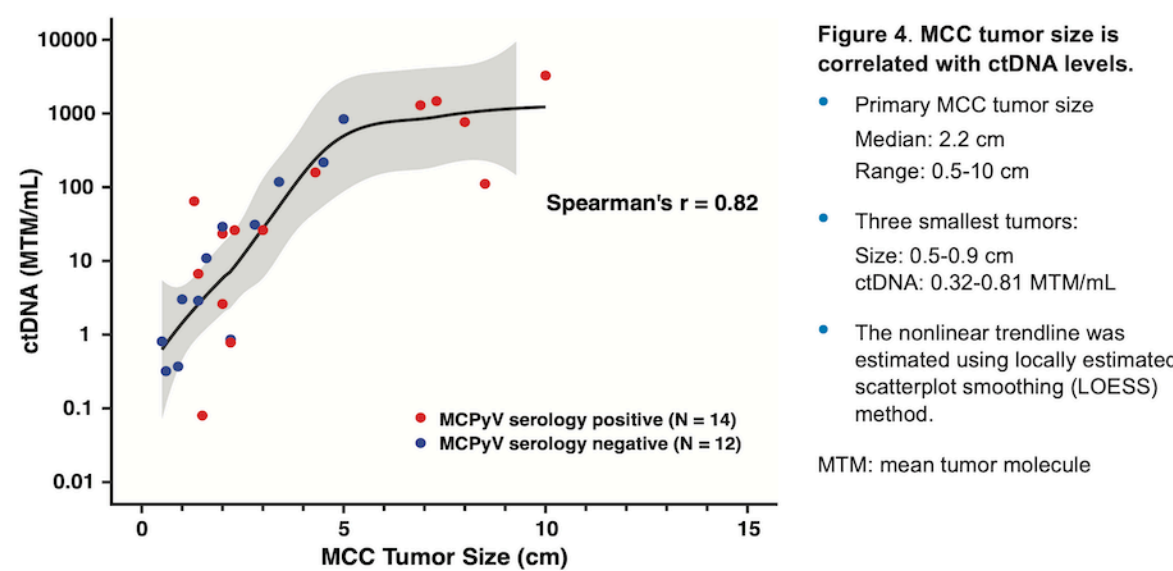 10000
1000
100
10
1
0.1
0.01
ctDNA (MTM/mL)
Spearman's r = 0.82
MCPyV serology positive (N = 14)
MCPyV serology negative (N = 12)
0
5
10
15
MCC Tumor Size (cm)
Figure 4. MCC tumor size is
correlated with ctDNA levels.
• Primary MCC tumor size
Median: 2.2 cm
Range: 0.5-10 cm
• Three smallest tumors:
Size: 0.5-0.9 cm
ctDNA: 0.32-0.81 MTM/mL
• The nonlinear trendline was
estimated using locally estimated
scatterplot smoothing (LOESS)
method.
MTM: mean tumor molecule